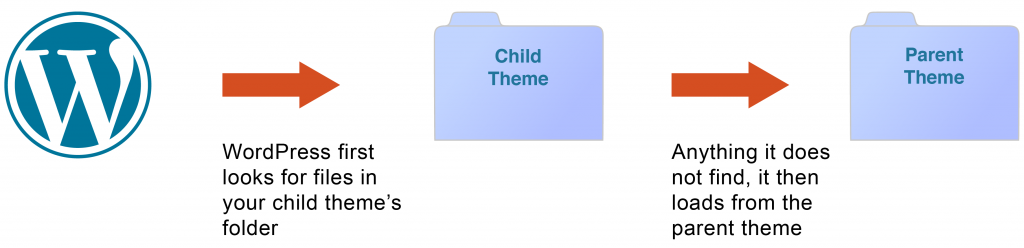 W
Child
Theme
Parent
Theme
WordPress first
looks for files in
your child theme's
folder
Anything it does
not find, it then
loads from the
parent theme